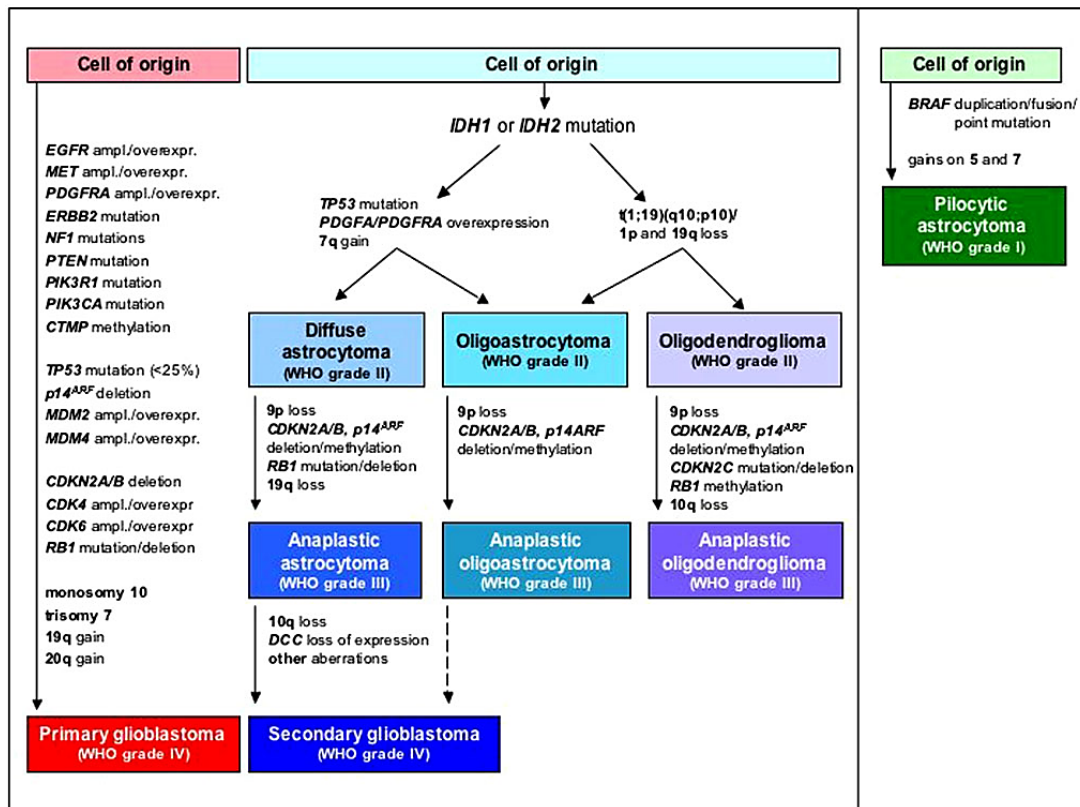 Cell of origin
EGFR ampl./overexpr.
MET ampl./overexpr.
PDGFRA ampl./overexpr.
ERBB2 mutation
NF1 mutations
PTEN mutation
PIK3R1 mutation
PIK3CA mutation
CTMP methylation
TP53 mutation (<25%)
p14ARF deletion
MDM2 ampl./overexpr.
MDM4 ampl./overexpr.
CDKN2A/B deletion
CDK4 ampl./overexpr
CDK6 ampl./overexpr
RB1 mutation/deletion
monosomy 10
trisomy 7
19q gain
20q gain
Primary glioblastoma
(WHO grade IV)
Cell of origin
IDH1 or IDH2 mutation
TP53 mutation
PDGFA/PDGFRA overexpression
7q gain
t(1;19)(q10;p10)/
1p and 19q loss
Diffuse
astrocytoma
(WHO grade II)
Oligoastrocytoma
(WHO grade II)
Oligodendroglioma
(WHO grade II)
9p loss
CDKN2A/B, p14ARF
deletion/methylation
RB1 mutation/deletion
19q loss
9p loss
CDKN2A/B, p14ARF
deletion/methylation
9p loss
CDKN2A/B, p14ARF
deletion/methylation
CDKN2C mutation/deletion
RB1 methylation
10q loss
Anaplastic
astrocytoma
(WHO grade III)
Anaplastic
oligoastrocytoma
(WHO grade III)
Anaplastic
oligodendroglioma
(WHO grade III)
10q loss
DCC loss of expression
other aberrations
Secondary glioblastoma
(WHO grade IV)
Cell of origin
BRAF duplication/fusion/
point mutation
gains on 5 and 7
Pilocytic
astrocytoma
(WHO grade I)